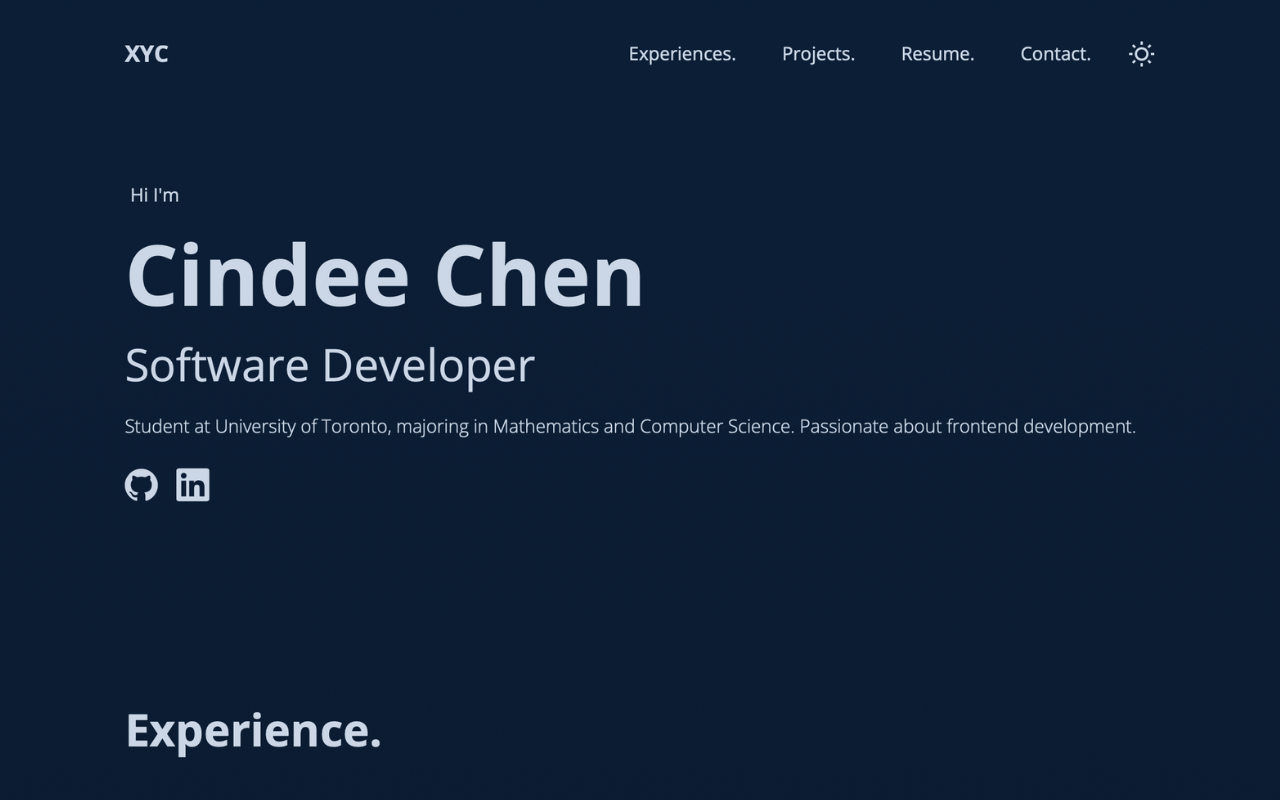 XYC
Experiences. Projects. Resume. Contact.
Hi I'm
Cindee Chen
Software Developer
Student at University of Toronto, majoring in Mathematics and Computer Science. Passionate about frontend development.
in
Experience.